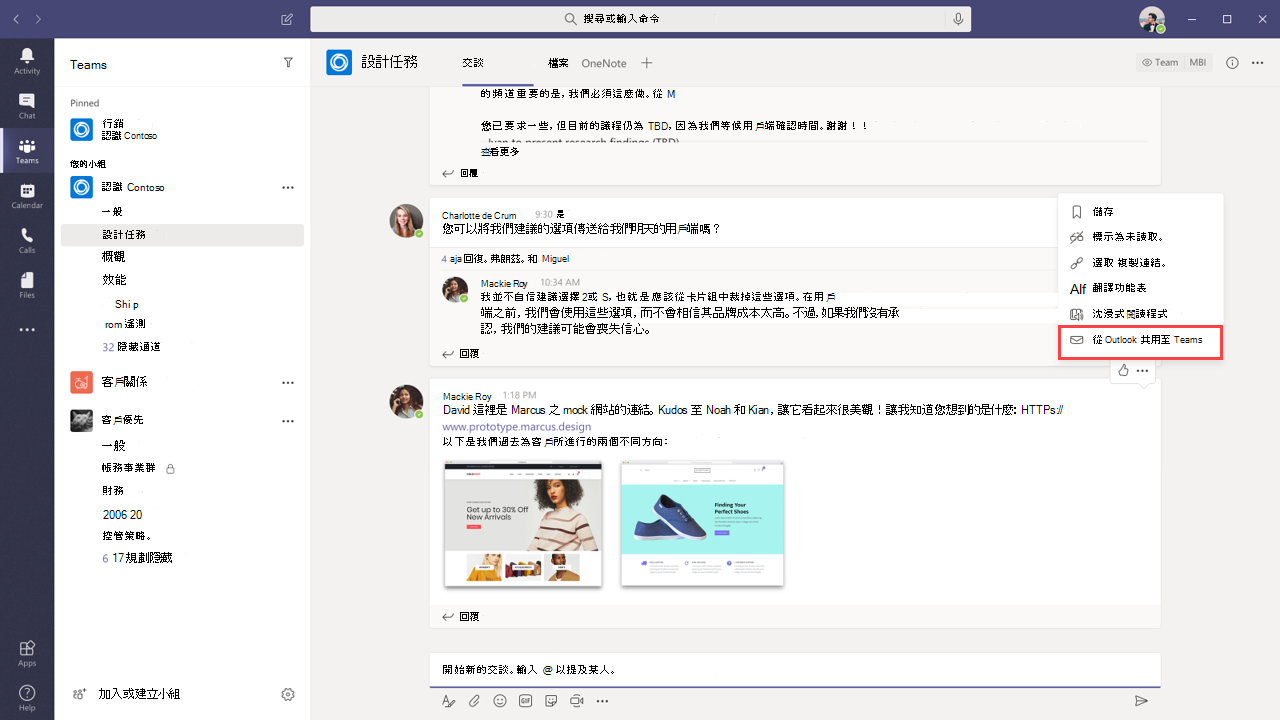 搜尋或輸入命令
Activity
Chat
Teams
Calendar
Calls
Files
Apps
Help
Teams
Pinned
行銷
認識 Contoso
您的小組
認識 Contoso
一般
設計任務
概觀
效能
Shi p
rom 遙測
32 隱藏通道
客戶關係
客戶優先
一般
帳務事業群
財務
2006 20
控管策略。
6 17規劃隱藏
加入或建立小組
設計任務
交談
檔案
OneNote
Team
MBI
的頻道重要的是，我們必須這麼做。從 M
您已要求一些，但目前的議程仍為 TBD，因為我們等候用戶端確認時間。謝謝！！
- Juan to present research findings (TBD)
查看更多
回覆
Charlotte de Crum 9:30 是
您可以將我們建議的選項傳送給我們明天的用戶端嗎？
4 aja回復。弗朗茲。和 Miguel
Mackie Roy 10:34 AM
我並不自信建議選擇 2或 S，也就是應該從卡片組中裁掉這些選項。在用戶
端之前，我們會使用這些選項，而不會相信其品牌成本太高。不過，如果我們沒有承
認，我們的建議可能會喪失信心。
回覆
儲存
標示為未讀取。
選取 複製連結。
Alf 翻譯功能表
沈浸式閱讀程式
從 Outlook 共用至 Teams
Mackie Roy 1:18 PM
David 這裡是 Marcus 之 mock 網站的連結。Kudos 至 Noah 和 Kian，讓它看起來很美觀！讓我知道您想到的是什麼：HTTPs://
www.prototype.marcus.design
以下是我們過去為客戶所進行的兩個不同方向：
Get up to 30% Off
New Arrivals
Finding Your
Perfect Shoes
回覆
開始新的交談。輸入 @ 以提及某人。
GIF